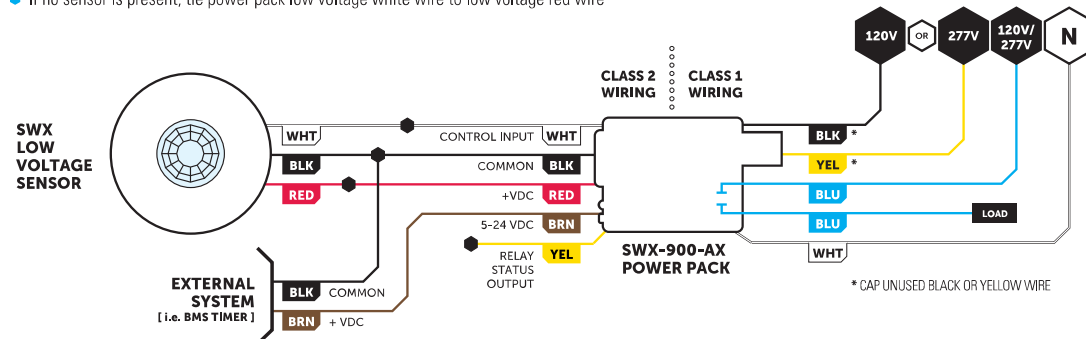 If no sensor is present, tie power pack low voltage white wire to low voltage red wire
120V
OR
277V
120V/
277V
N
CLASS 2
WIRING
CLASS 1
WIRING
SWX
LOW
VOLTAGE
SENSOR
WHT
CONTROL INPUT
WHT
BLK
COMMON
BLK
RED
+VDC
RED
5-24 VDC
BRN
RELAY
STATUS
OUTPUT
YEL
BLK *
YEL *
BLU
BLU
LOAD
WHT
SWX-900-AX
POWER PACK
EXTERNAL
SYSTEM
[ i.e. BMS TIMER ]
BLK
COMMON
BRN
+ VDC
* CAP UNUSED BLACK OR YELLOW WIRE